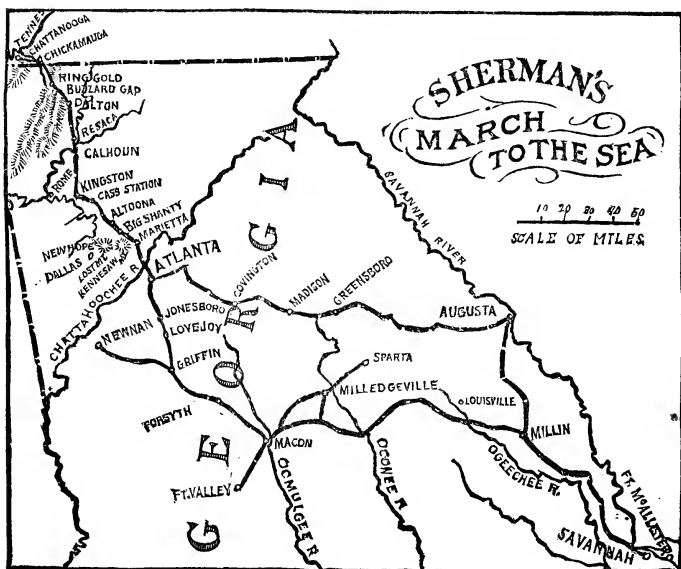 TENNES
CHATTANOOGA
CHICKAMAUGA
RINGGOLD
BUZZARD GAP
DALTON
RESACA
CALHOUN
ROME
KINGSTON
CASS STATION
ALTOONA
BIG SHANTY
MARIETTA
NEW HOPE
DALLAS
LOST MT.
KENNESAW
CHATTAHOOCHEE R.
ATLANTA
SHERMAN'S
MARCH
TO THE SEA
10 20 30 40 50
SCALE OF MILES.
SAVANNAH RIVER
GEORGIA
COVINGTON
MADISON
GREENSBORO
AUGUSTA
JONESBORO
LOVEJOY
NEWNAN
GRIFFIN
SPARTA
MILLEDGEVILLE
LOUISVILLE
FORSYTH
MACON
MILLIN
FT. VALLEY
OCMULGEE R.
OCONEE R.
OGEECHEE R.
FT. McALLISTER
SAVANNAH